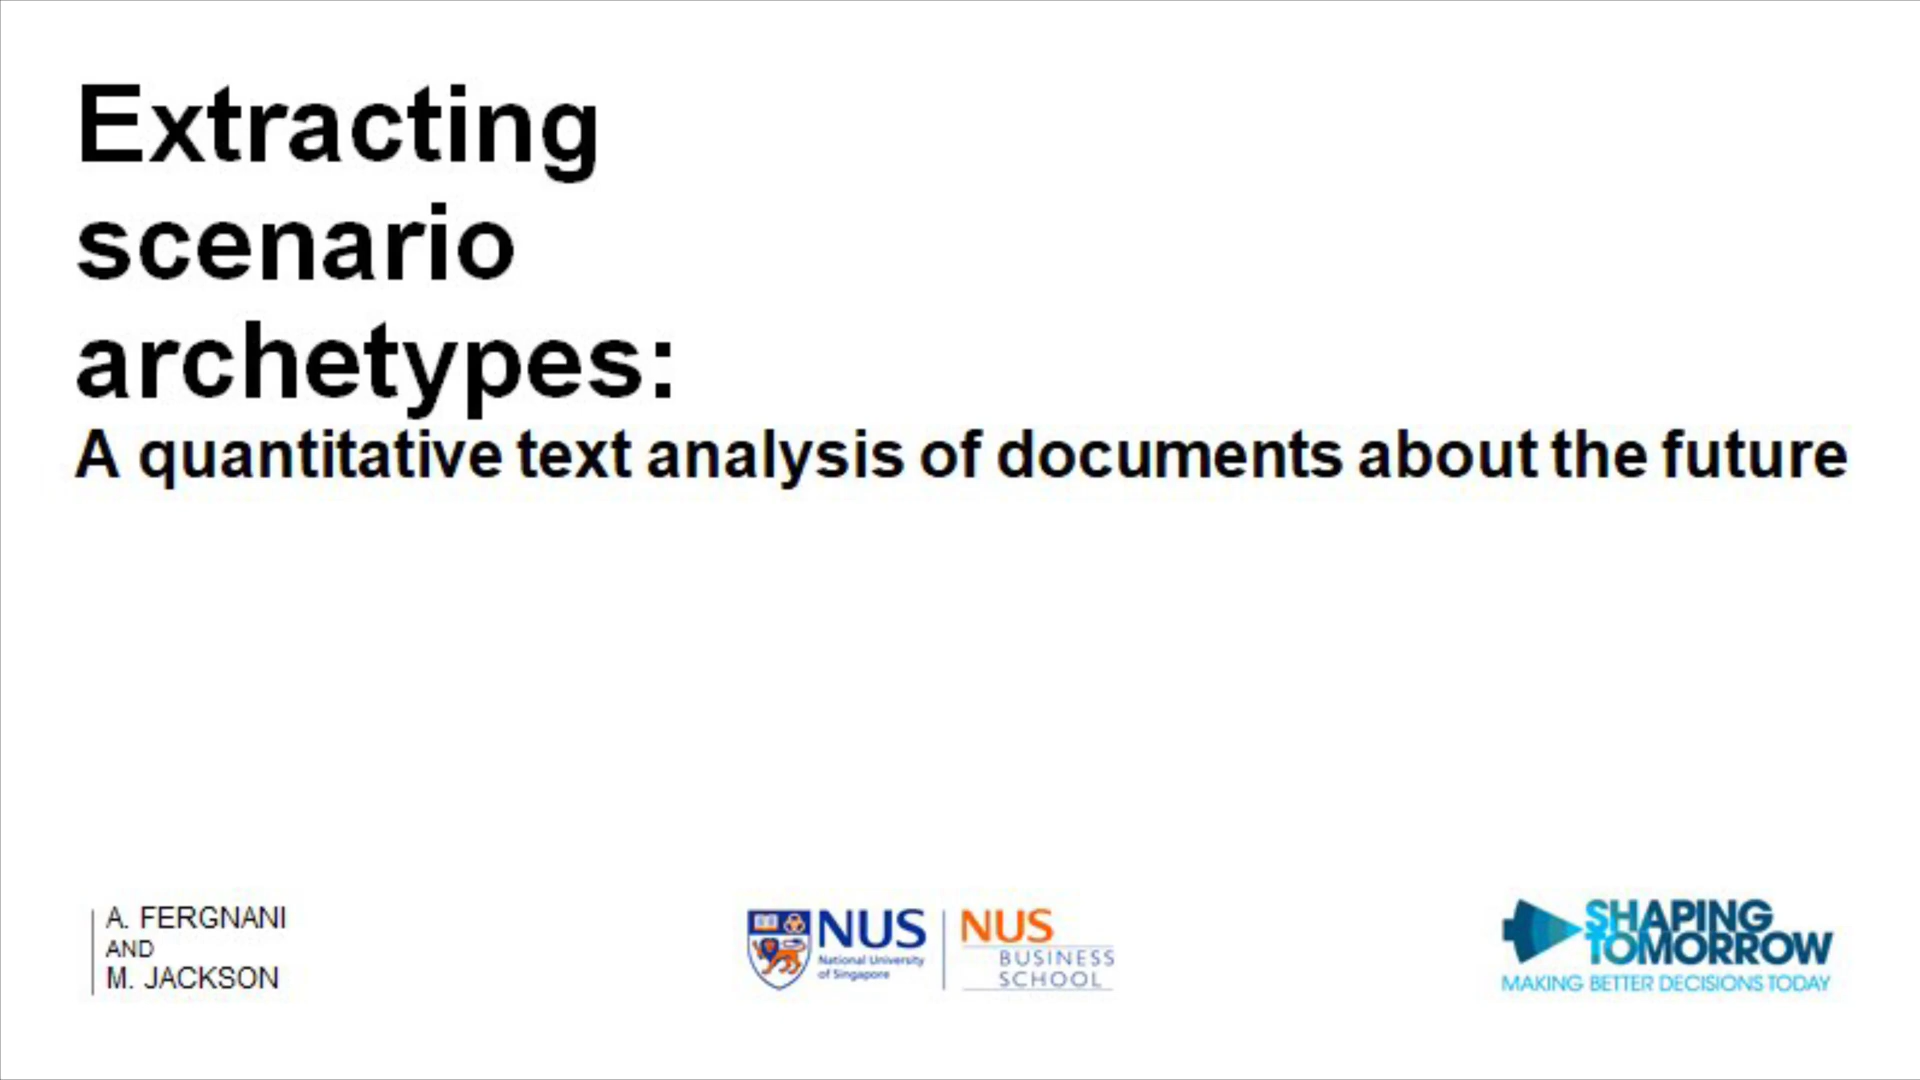 Extracting
scenario
archetypes:
A quantitative text analysis of documents about the future
A. FERGNANI
AND
M. JACKSON
NUS
National University
of Singapore
NUS
BUSINESS
SCHOOL
SHAPING
TOMORROW
MAKING BETTER DECISIONS TODAY